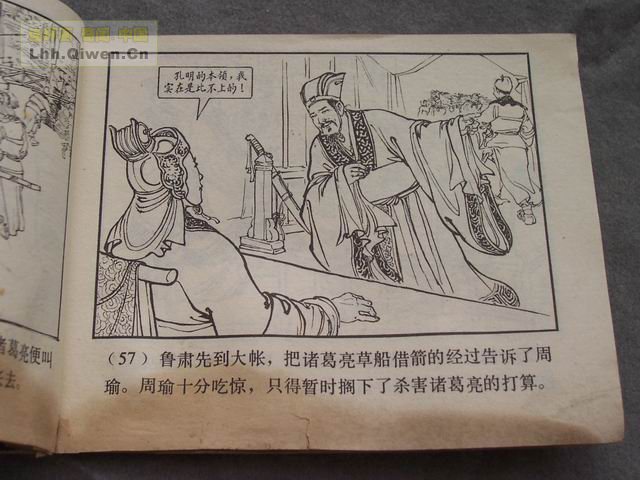 Lhh.Qiwen.Cn
孔明的本领，我
实在是比不上的！
者葛亮便叫
长去。
（57）鲁肃先到大帐，把诸葛亮草船借箭的经过告诉了周
瑜。周瑜十分吃惊，只得暂时搁下了杀害诸葛亮的打算。